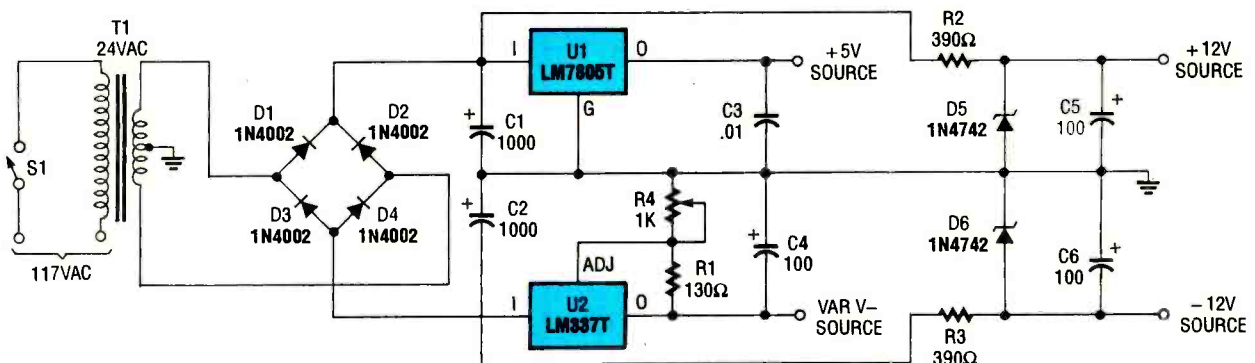 T1
24VAC
S1
117VAC
D1
1N4002
D2
1N4002
D3
1N4002
D4
1N4002
+
C1
1000
+
C2
1000
I
U1
LM7805T
O
G
+5V
SOURCE
C3
.01
R4
1K
ADJ
R1
130Ω
+
C4
100
I
U2
LM337T
O
VAR V–
SOURCE
R2
390Ω
+12V
SOURCE
D5
1N4742
+
C5
100
D6
1N4742
+
C6
100
R3
390Ω
–12V
SOURCE